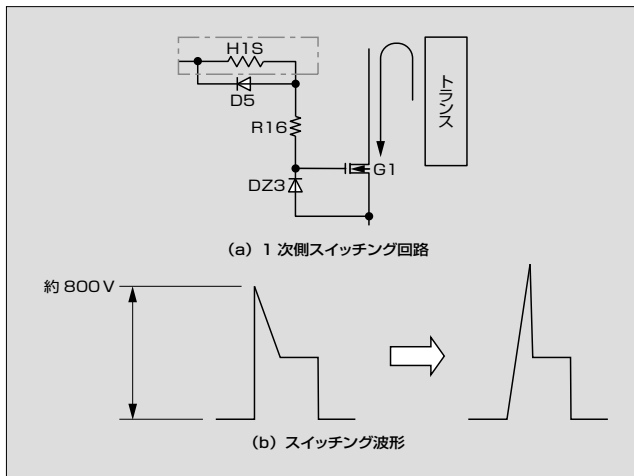 H1S
D5
R16
DZ3
G1
トランス
(a) 1次側スイッチング回路
約800V
(b) スイッチング波形